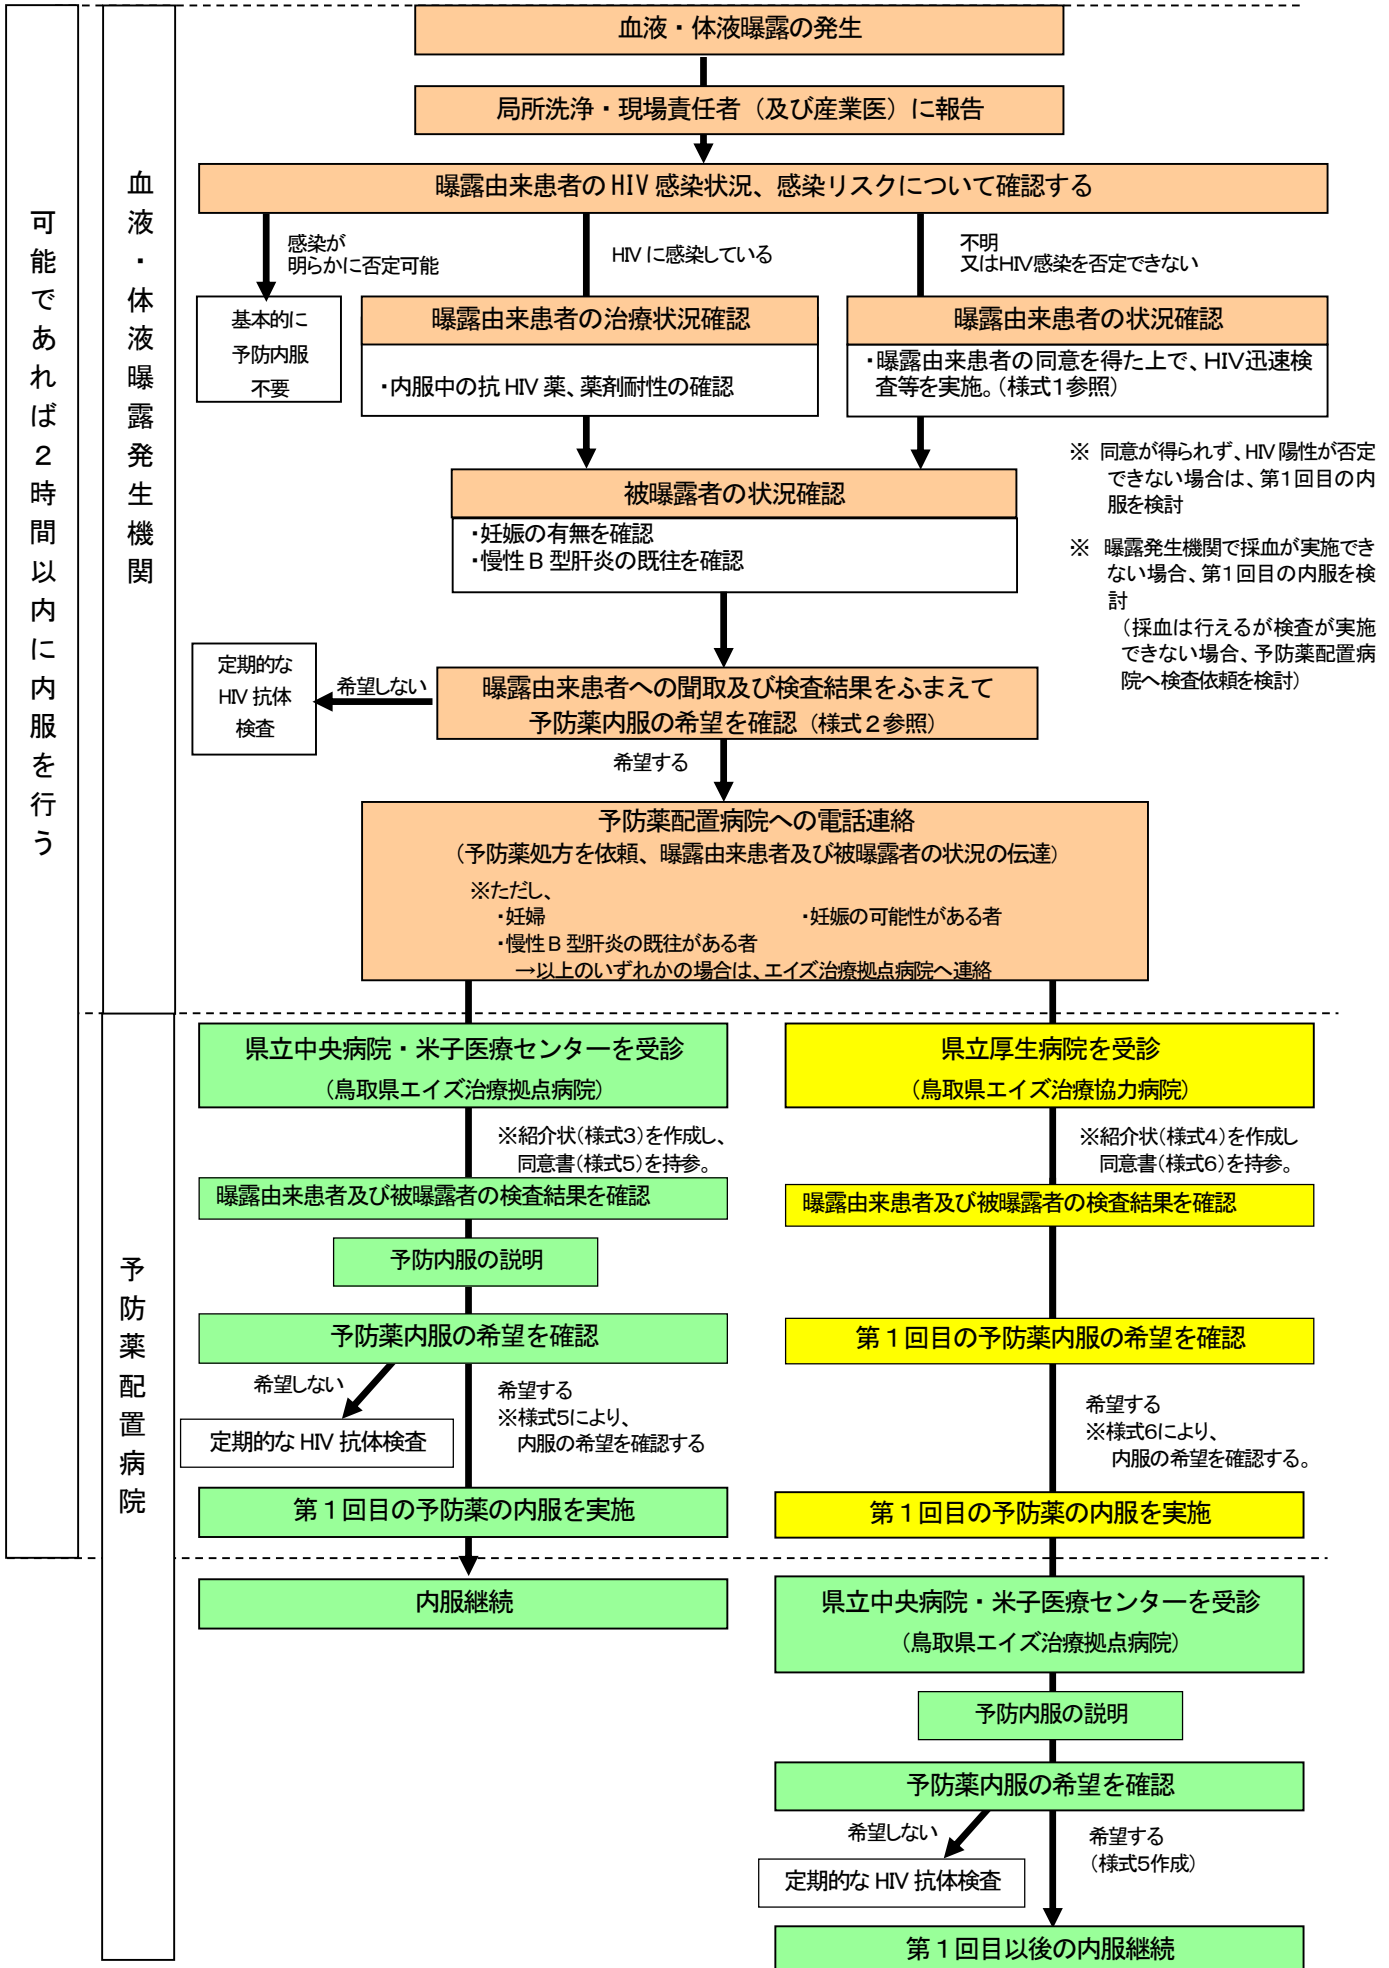 可能であれば２時間以内に内服を行う
血液・体液曝露発生機関
血液・体液曝露の発生
局所洗浄・現場責任者（及び産業医）に報告
曝露由来患者のHIV感染状況、感染リスクについて確認する
感染が
明らかに否定可能
HIVに感染している
不明
又はHIV感染を否定できない
基本的に
予防内服
不要
曝露由来患者の治療状況確認
・内服中の抗HIV薬、薬剤耐性の確認
曝露由来患者の状況確認
・曝露由来患者の同意を得た上で、HIV迅速検
査等を実施。（様式１参照）
※ 同意が得られず、HIV陽性が否定
できない場合は、第１回目の内
服を検討
※ 曝露発生機関で採血が実施でき
ない場合、第１回目の内服を検
討
（採血は行えるが検査が実施
できない場合、予防薬配置病
院へ検査依頼を検討）
被曝露者の状況確認
・妊娠の有無を確認
・慢性B型肝炎の既往を確認
定期的な
HIV抗体
検査
希望しない
曝露由来患者への聞取及び検査結果をふまえて
予防薬内服の希望を確認（様式２参照）
希望する
予防薬配置病院への電話連絡
（予防薬処方を依頼、曝露由来患者及び被曝露者の状況の伝達）
※ただし、
・妊婦　・妊娠の可能性がある者
・慢性B型肝炎の既往がある者
→以上のいずれかの場合は、エイズ治療拠点病院へ連絡
予防薬配置病院
県立中央病院・米子医療センターを受診
（鳥取県エイズ治療拠点病院）
※紹介状（様式3）を作成し、
同意書（様式5）を持参。
曝露由来患者及び被曝露者の検査結果を確認
予防内服の説明
予防薬内服の希望を確認
希望しない
定期的なHIV抗体検査
希望する
※様式5により、
内服の希望を確認する
第１回目の予防薬の内服を実施
内服継続
県立厚生病院を受診
（鳥取県エイズ治療協力病院）
※紹介状（様式4）を作成し
同意書（様式6）を持参。
曝露由来患者及び被曝露者の検査結果を確認
第１回目の予防薬内服の希望を確認
希望する
※様式6により、
内服の希望を確認する。
第１回目の予防薬の内服を実施
県立中央病院・米子医療センターを受診
（鳥取県エイズ治療拠点病院）
予防内服の説明
予防薬内服の希望を確認
希望しない
定期的なHIV抗体検査
希望する
（様式5作成）
第１回目以後の内服継続